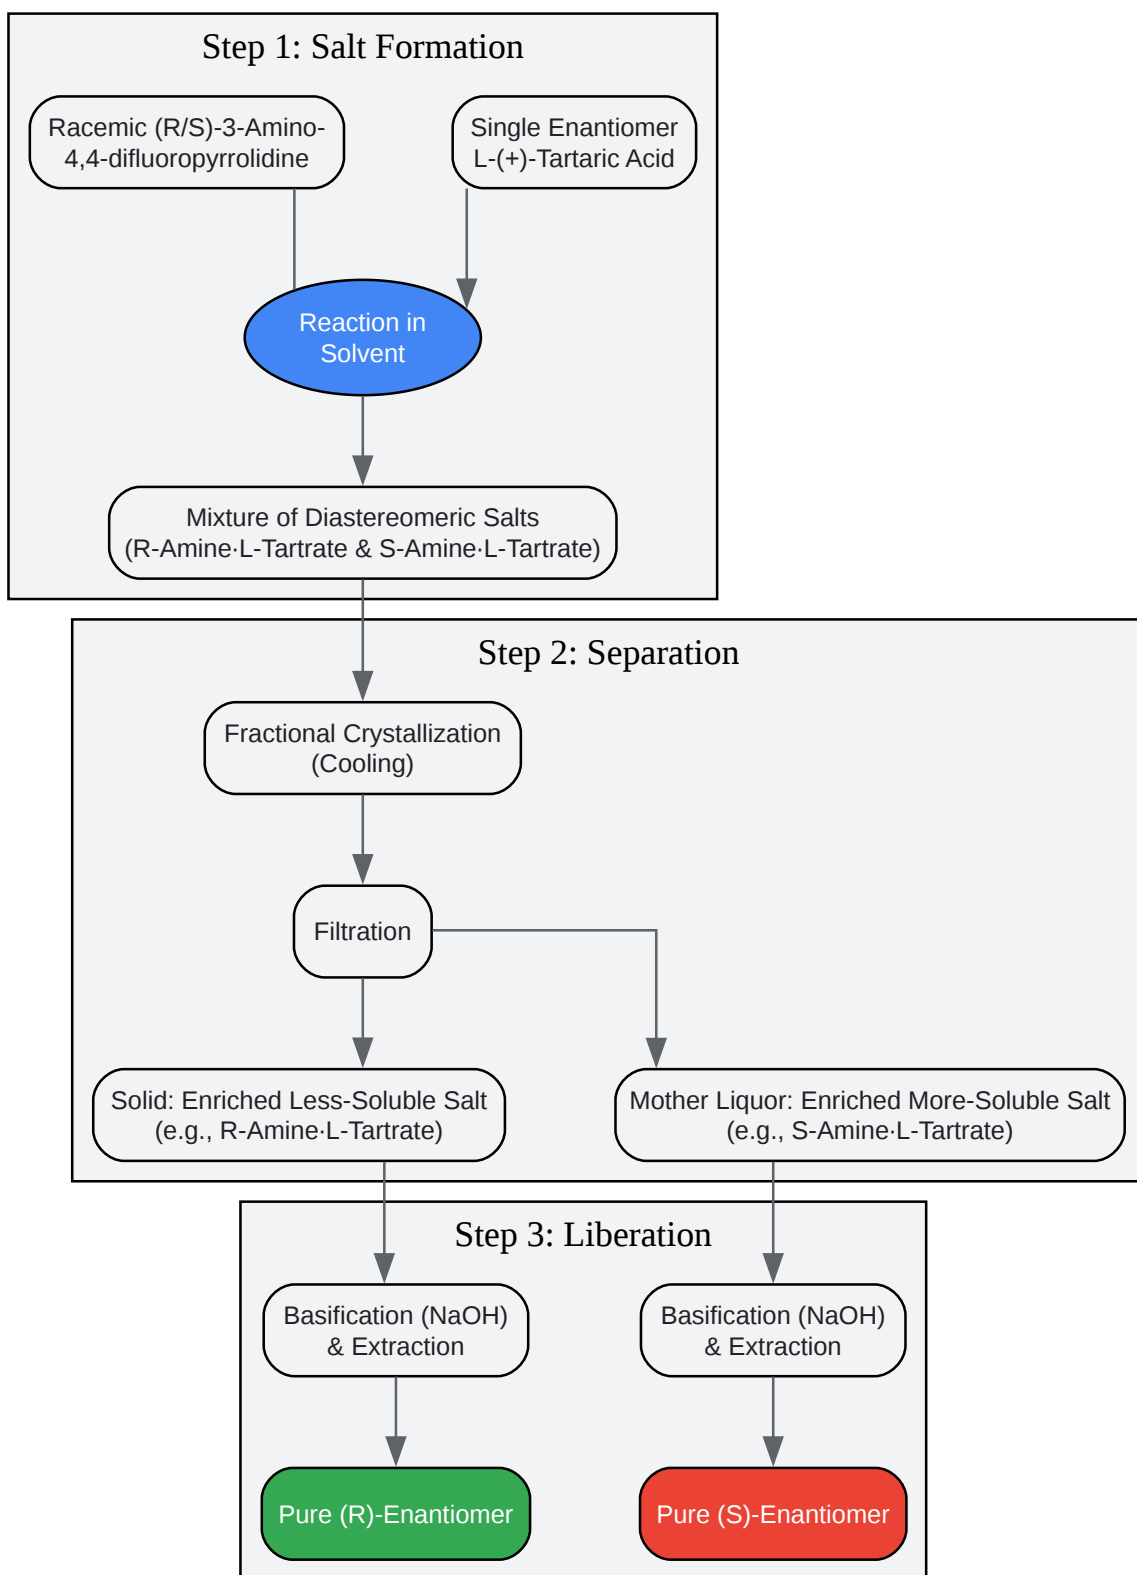 Step 1: Salt Formation
Racemic (R/S)-3-Amino-
4,4-difluoropyrrolidine
Single Enantiomer
L-(+)-Tartaric Acid
Reaction in
Solvent
Mixture of Diastereomeric Salts
(R-Amine·L-Tartrate & S-Amine·L-Tartrate)
Step 2: Separation
Fractional Crystallization
(Cooling)
Filtration
Solid: Enriched Less-Soluble Salt
(e.g., R-Amine·L-Tartrate)
Mother Liquor: Enriched More-Soluble Salt
(e.g., S-Amine·L-Tartrate)
Step 3: Liberation
Basification (NaOH)
& Extraction
Basification (NaOH)
& Extraction
Pure (R)-Enantiomer
Pure (S)-Enantiomer